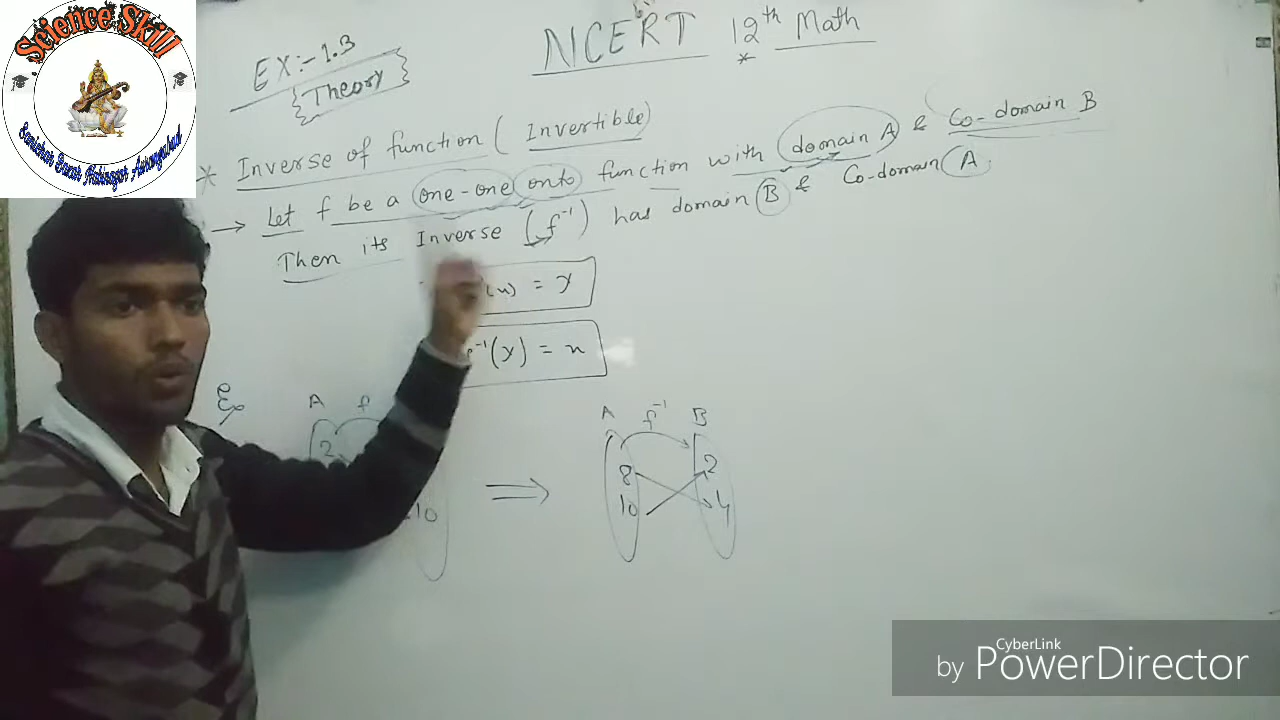 Science Skill
NCERT 12th Math
*
EX:- 1.3
Theory
* Inverse of function (Invertible)
→ Let f be a one-one onto function with domain A & Co-domain B
Then its Inverse (f⁻¹) has domain B & Co-domain A
(x) = y
⁻¹(y) = x
A f
2
10
⇒
A f⁻¹ B
8 2
10 4
CyberLink
by PowerDirector